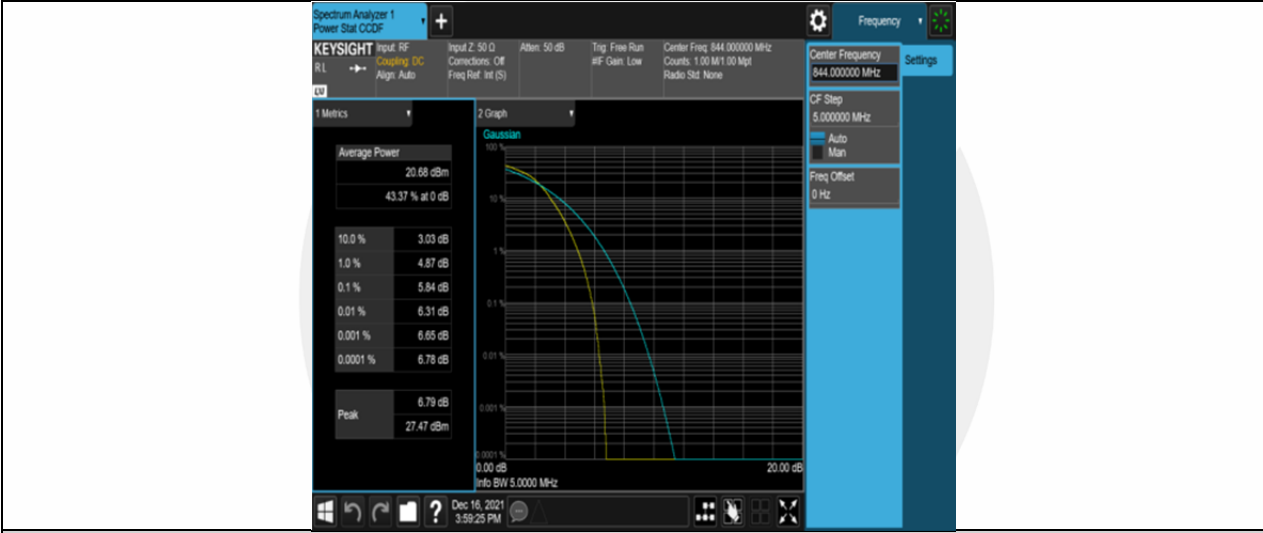 Spectrum Analyzer 1
Power Stat CCDF
+
Frequency
KEYSIGHT
RL
LV
Input: RF
Coupling: DC
Align: Auto
Input Z: 50 Ω
Corrections: Off
Freq Ref: Int (S)
Atten: 50 dB
Trig: Free Run
#IF Gain: Low
Center Freq: 844.000000 MHz
Counts: 1.00 M/1.00 Mpt
Radio Std: None
Center Frequency
844.000000 MHz
Settings
CF Step
5.000000 MHz
Auto
Man
Freq Offset
0 Hz
1 Metrics
Average Power
20.68 dBm
43.37 % at 0 dB
10.0 % 3.03 dB
1.0 % 4.87 dB
0.1 % 5.84 dB
0.01 % 6.31 dB
0.001 % 6.65 dB
0.0001 % 6.78 dB
Peak
6.79 dB
27.47 dBm
2 Graph
Gaussian
100 %
10 %
1 %
0.1 %
0.01 %
0.001 %
0.0001 %
0.00 dB 20.00 dB
Info BW 5.0000 MHz
?
Dec 16, 2021
3:59:25 PM